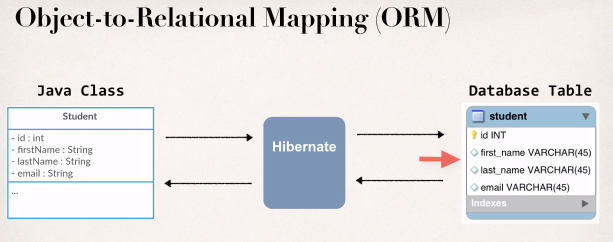 Object-to-Relational Mapping (ORM)
Java Class
Student
- id : int
- firstName : String
- lastName : String
- email : String
...
Hibernate
Database Table
student
id INT
first_name VARCHAR(45)
last_name VARCHAR(45)
email VARCHAR(45)
Indexes